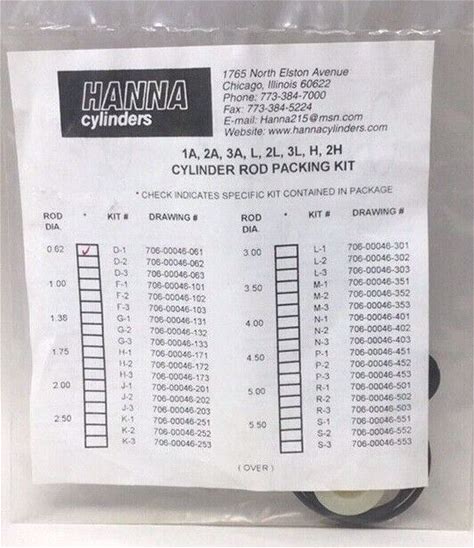 HANNA
cylinders
1765 North Elston Avenue
Chicago, Illinois 60622
Phone: 773-384-7000
Fax: 773-384-5224
E-mail: Hanna215@msn.com
Website: www.hannacylinders.com
1A, 2A, 3A, L, 2L, 3L, H, 2H
CYLINDER ROD PACKING KIT
* CHECK INDICATES SPECIFIC KIT CONTAINED IN PACKAGE
ROD DIA. * KIT # DRAWING #
0.62 ✓ D-1 706-00046-061
D-2 706-00046-062
D-3 706-00046-063
1.00 F-1 706-00046-101
F-2 706-00046-102
F-3 706-00046-103
1.38 G-1 706-00046-131
G-2 706-00046-132
G-3 706-00046-133
1.75 H-1 706-00046-171
H-2 706-00046-172
H-3 706-00046-173
2.00 J-1 706-00046-201
J-2 706-00046-202
J-3 706-00046-203
2.50 K-1 706-00046-251
K-2 706-00046-252
K-3 706-00046-253
ROD DIA. * KIT # DRAWING #
3.00 L-1 706-00046-301
L-2 706-00046-302
L-3 706-00046-303
3.50 M-1 706-00046-351
M-2 706-00046-352
M-3 706-00046-353
4.00 N-1 706-00046-401
N-2 706-00046-402
N-3 706-00046-403
4.50 P-1 706-00046-451
P-2 706-00046-452
P-3 706-00046-453
5.00 R-1 706-00046-501
R-2 706-00046-502
R-3 706-00046-503
5.50 S-1 706-00046-551
S-2 706-00046-552
S-3 706-00046-553
( OVER )